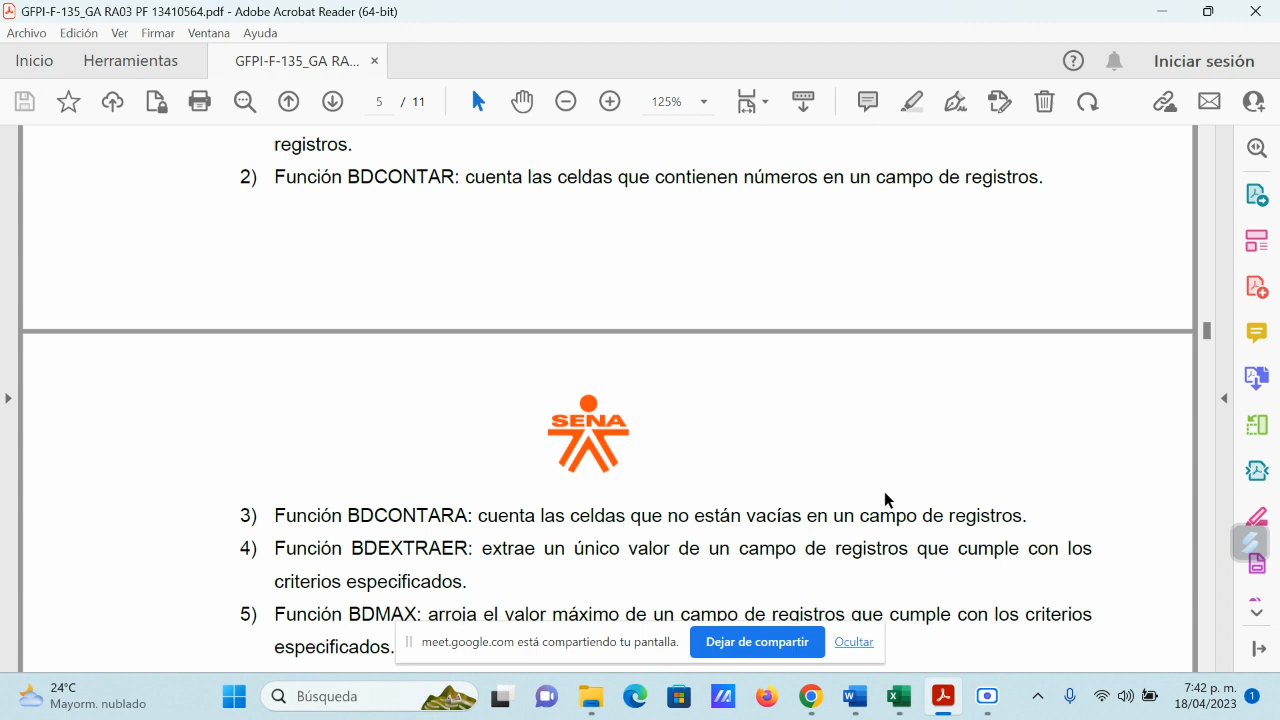 GFPI-F-135_GA RA03 PF 13410564.pdf - Adobe Acrobat Reader (64-bit)
Archivo Edición Ver Firmar Ventana Ayuda
Inicio Herramientas GFPI-F-135_GA RA... × Iniciar sesión
5 / 11 125%
registros.
2) Función BDCONTAR: cuenta las celdas que contienen números en un campo de registros.
SENA
3) Función BDCONTARA: cuenta las celdas que no están vacías en un campo de registros.
4) Función BDEXTRAER: extrae un único valor de un campo de registros que cumple con los
criterios especificados.
5) Función BDMAX: arroja el valor máximo de un campo de registros que cumple con los criterios
especificados.
meet.google.com está compartiendo tu pantalla. Dejar de compartir Ocultar
24°C
Mayorm. nublado
Búsqueda
7:42 p. m.
18/04/2023
1